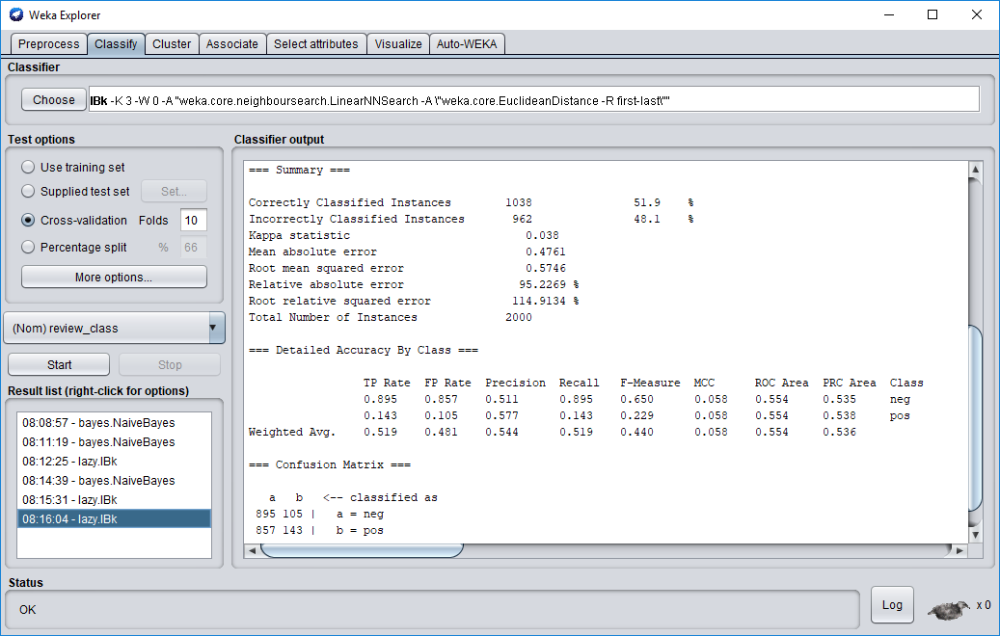 Weka Explorer
Preprocess Classify Cluster Associate Select attributes Visualize Auto-WEKA
Classifier
Choose IBk -K 3 -W 0 -A "weka.core.neighboursearch.LinearNNSearch -A \"weka.core.EuclideanDistance -R first-last\""
Test options
Use training set
Supplied test set Set...
Cross-validation Folds 10
Percentage split % 66
More options...
(Nom) review_class
Start Stop
Result list (right-click for options)
08:08:57 - bayes.NaiveBayes
08:11:19 - bayes.NaiveBayes
08:12:25 - lazy.IBk
08:14:39 - bayes.NaiveBayes
08:15:31 - lazy.IBk
08:16:04 - lazy.IBk
Classifier output
=== Summary ===
Correctly Classified Instances 1038 51.9 %
Incorrectly Classified Instances 962 48.1 %
Kappa statistic 0.038
Mean absolute error 0.4761
Root mean squared error 0.5746
Relative absolute error 95.2269 %
Root relative squared error 114.9134 %
Total Number of Instances 2000
=== Detailed Accuracy By Class ===
TP Rate FP Rate Precision Recall F-Measure MCC ROC Area PRC Area Class
0.895 0.857 0.511 0.895 0.650 0.058 0.554 0.535 neg
0.143 0.105 0.577 0.143 0.229 0.058 0.554 0.538 pos
Weighted Avg. 0.519 0.481 0.544 0.519 0.440 0.058 0.554 0.536
=== Confusion Matrix ===
a b <-- classified as
895 105 | a = neg
857 143 | b = pos
Status
OK
Log x 0